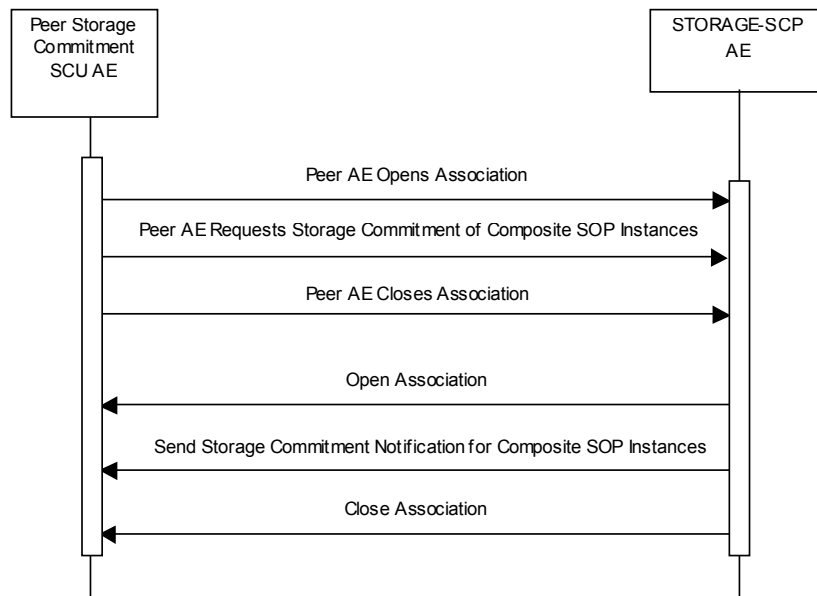 Peer Storage
Commitment
SCU AE
STORAGE-SCP
AE
Peer AE Opens Association
Peer AE Requests Storage Commitment of Composite SOP Instances
Peer AE Closes Association
Open Association
Send Storage Commitment Notification for Composite SOP Instances
Close Association